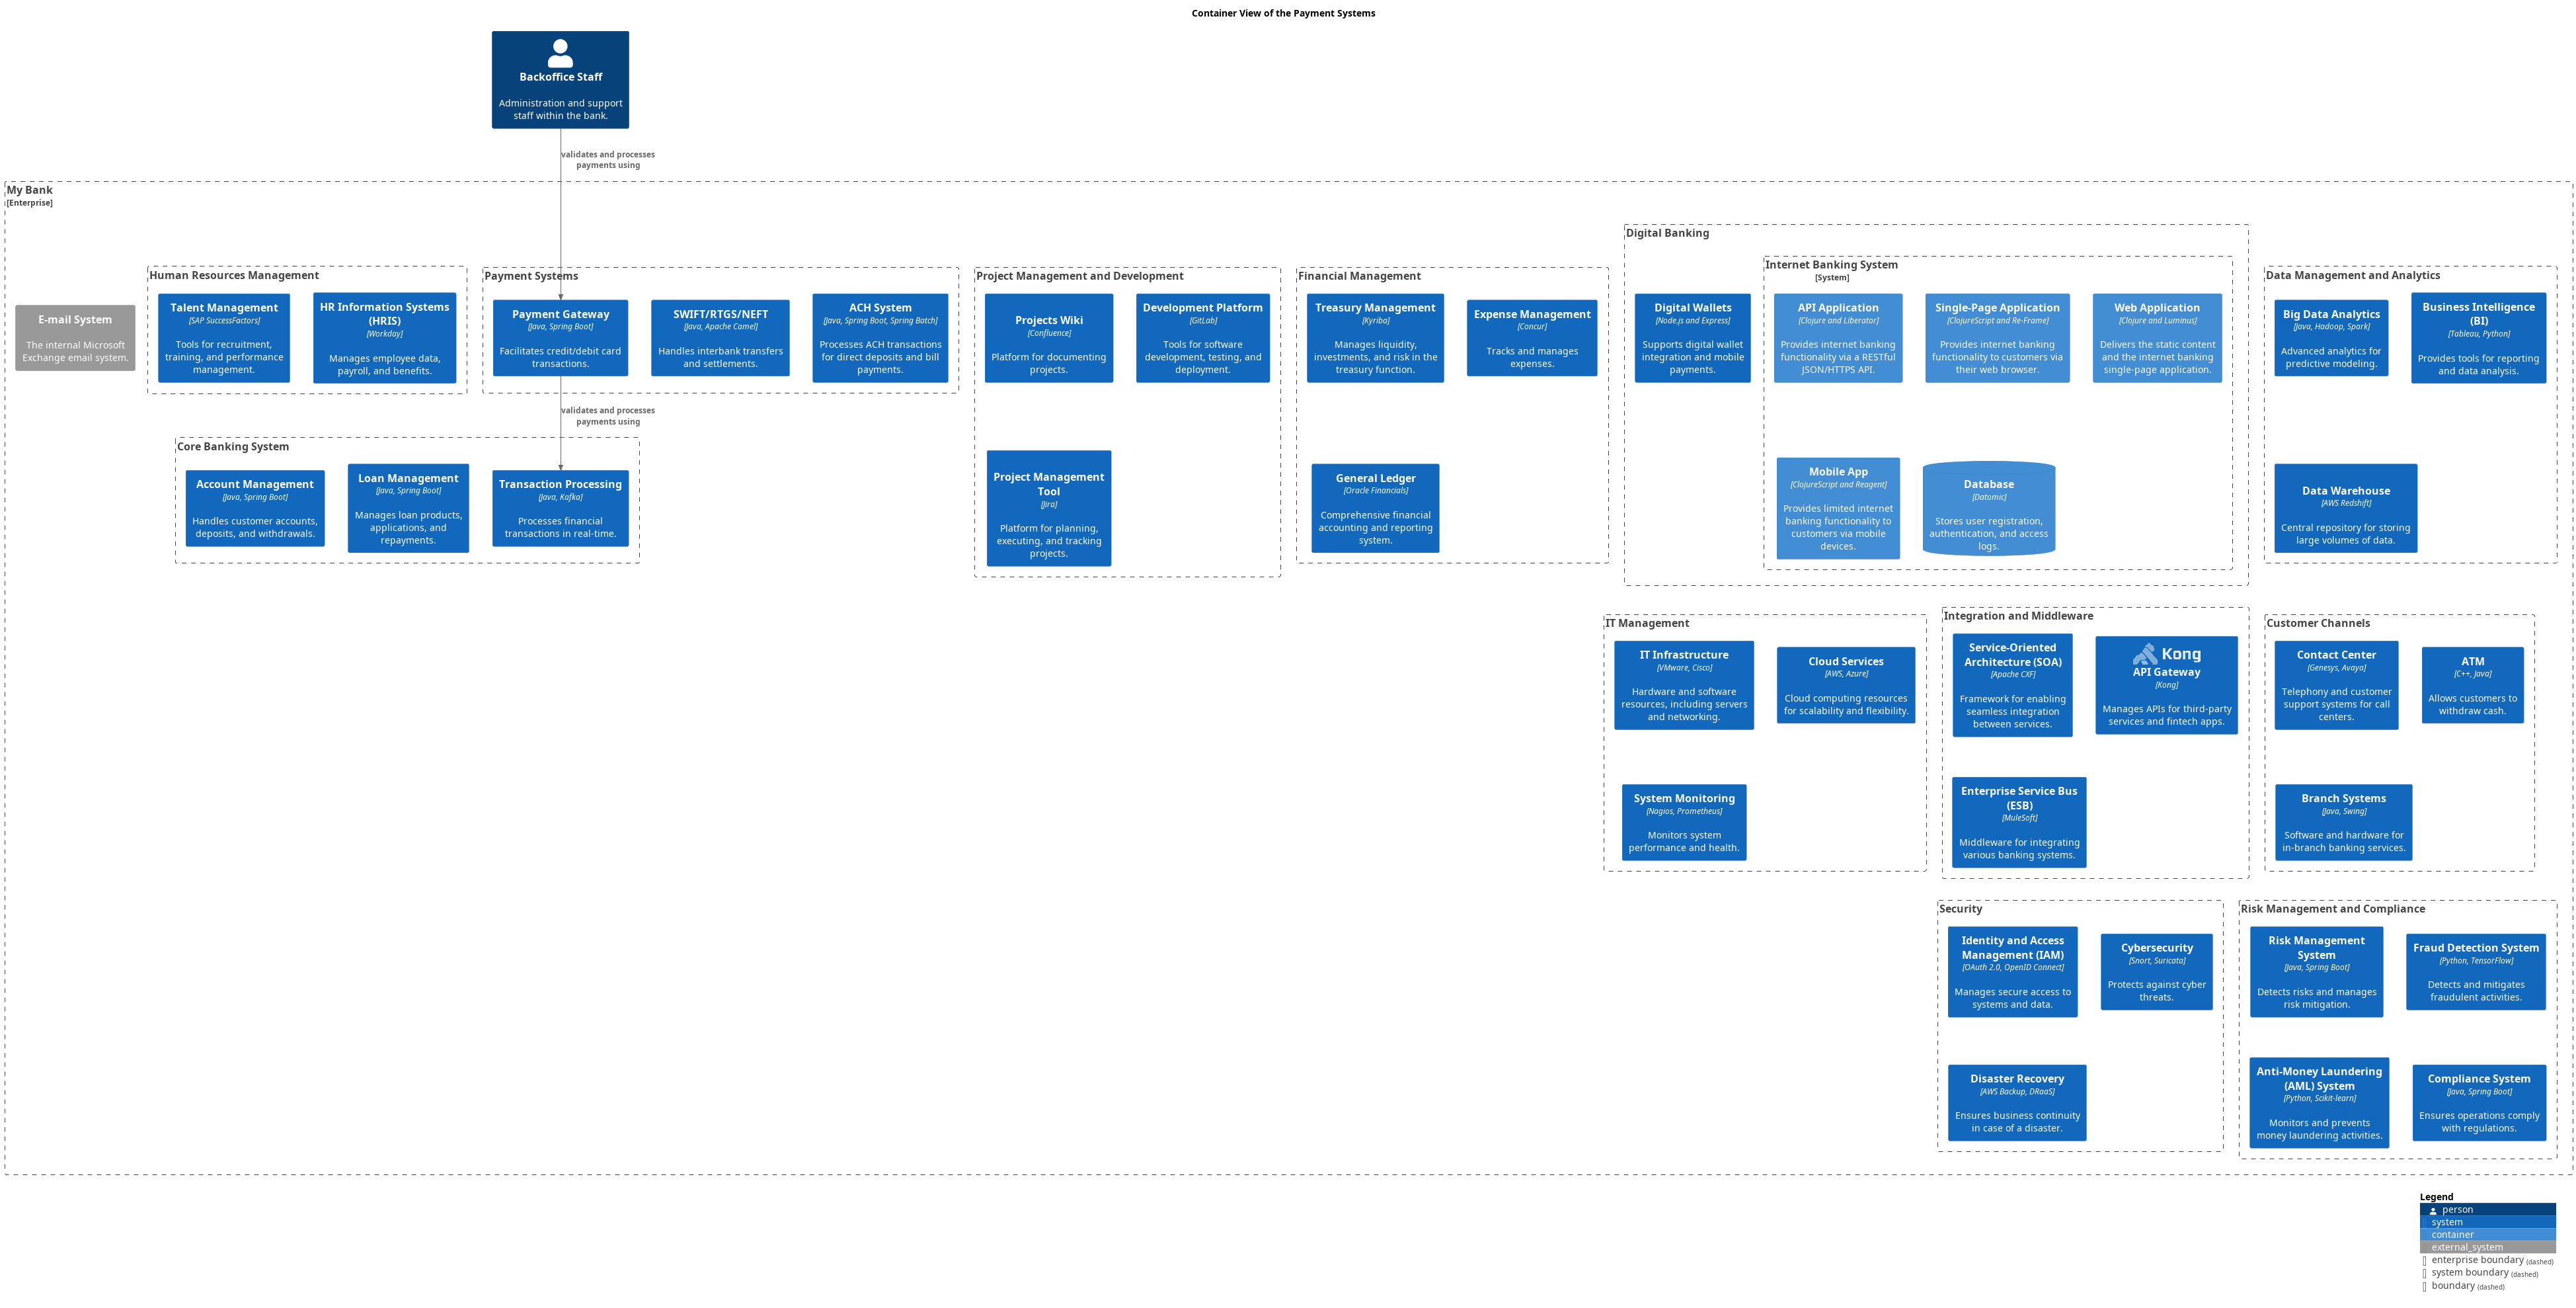 Container View of the Payment Systems
Backoffice Staff
Administration and support
staff within the bank.
validates and processes
payments using
My Bank
[Enterprise]
E-mail System
The internal Microsoft
Exchange email system.
Human Resources Management
Talent Management
[SAP SuccessFactors]
Tools for recruitment,
training, and performance
management.
HR Information Systems
(HRIS)
[Workday]
Manages employee data,
payroll, and benefits.
Payment Systems
Payment Gateway
[Java, Spring Boot]
Facilitates credit/debit card
transactions.
SWIFT/RTGS/NEFT
[Java, Apache Camel]
Handles interbank transfers
and settlements.
ACH System
[Java, Spring Boot, Spring Batch]
Processes ACH transactions
for direct deposits and bill
payments.
validates and processes
payments using
Core Banking System
Account Management
[Java, Spring Boot]
Handles customer accounts,
deposits, and withdrawals.
Loan Management
[Java, Spring Boot]
Manages loan products,
applications, and
repayments.
Transaction Processing
[Java, Kafka]
Processes financial
transactions in real-time.
Project Management and Development
Projects Wiki
[Confluence]
Platform for documenting
projects.
Development Platform
[GitLab]
Tools for software
development, testing, and
deployment.
Project Management
Tool
[Jira]
Platform for planning,
executing, and tracking
projects.
Financial Management
Treasury Management
[Kyriba]
Manages liquidity,
investments, and risk in the
treasury function.
Expense Management
[Concur]
Tracks and manages
expenses.
General Ledger
[Oracle Financials]
Comprehensive financial
accounting and reporting
system.
Digital Banking
Digital Wallets
[Node.js and Express]
Supports digital wallet
integration and mobile
payments.
Internet Banking System
[System]
API Application
[Clojure and Liberator]
Provides internet banking
functionality via a RESTful
JSON/HTTPS API.
Single-Page Application
[ClojureScript and Re-Frame]
Provides internet banking
functionality to customers via
their web browser.
Web Application
[Clojure and Luminus]
Delivers the static content
and the internet banking
single-page application.
Mobile App
[ClojureScript and Reagent]
Provides limited internet
banking functionality to
customers via mobile
devices.
Database
[Datomic]
Stores user registration,
authentication, and access
logs.
Data Management and Analytics
Big Data Analytics
[Java, Hadoop, Spark]
Advanced analytics for
predictive modeling.
Business Intelligence
(BI)
[Tableau, Python]
Provides tools for reporting
and data analysis.
Data Warehouse
[AWS Redshift]
Central repository for storing
large volumes of data.
IT Management
IT Infrastructure
[VMware, Cisco]
Hardware and software
resources, including servers
and networking.
Cloud Services
[AWS, Azure]
Cloud computing resources
for scalability and flexibility.
System Monitoring
[Nagios, Prometheus]
Monitors system
performance and health.
Integration and Middleware
Service-Oriented
Architecture (SOA)
[Apache CXF]
Framework for enabling
seamless integration
between services.
Kong
API Gateway
[Kong]
Manages APIs for third-party
services and fintech apps.
Enterprise Service Bus
(ESB)
[MuleSoft]
Middleware for integrating
various banking systems.
Customer Channels
Contact Center
[Genesys, Avaya]
Telephony and customer
support systems for call
centers.
ATM
[C++, Java]
Allows customers to
withdraw cash.
Branch Systems
[Java, Swing]
Software and hardware for
in-branch banking services.
Security
Identity and Access
Management (IAM)
[OAuth 2.0, OpenID Connect]
Manages secure access to
systems and data.
Cybersecurity
[Snort, Suricata]
Protects against cyber
threats.
Disaster Recovery
[AWS Backup, DRaaS]
Ensures business continuity
in case of a disaster.
Risk Management and Compliance
Risk Management
System
[Java, Spring Boot]
Detects risks and manages
risk mitigation.
Fraud Detection System
[Python, TensorFlow]
Detects and mitigates
fraudulent activities.
Anti-Money Laundering
(AML) System
[Python, Scikit-learn]
Monitors and prevents
money laundering activities.
Compliance System
[Java, Spring Boot]
Ensures operations comply
with regulations.
Legend
person
system
container
external_system
enterprise boundary (dashed)
system boundary (dashed)
boundary (dashed)